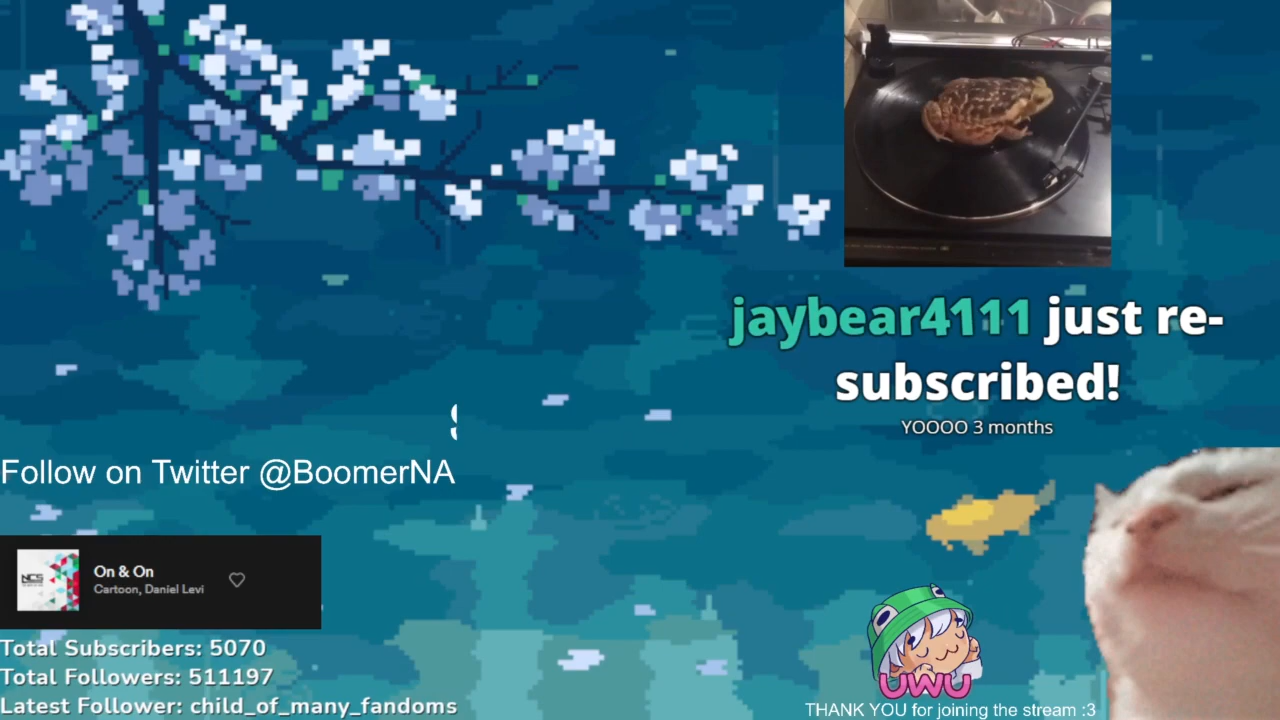 jaybear4111 just re-
subscribed!
YOOOO 3 months
Follow on Twitter @BoomerNA
NCS
On & On
Cartoon, Daniel Levi
Total Subscribers: 5070
Total Followers: 511197
Latest Follower: child_of_many_fandoms
UWU
THANK YOU for joining the stream :3